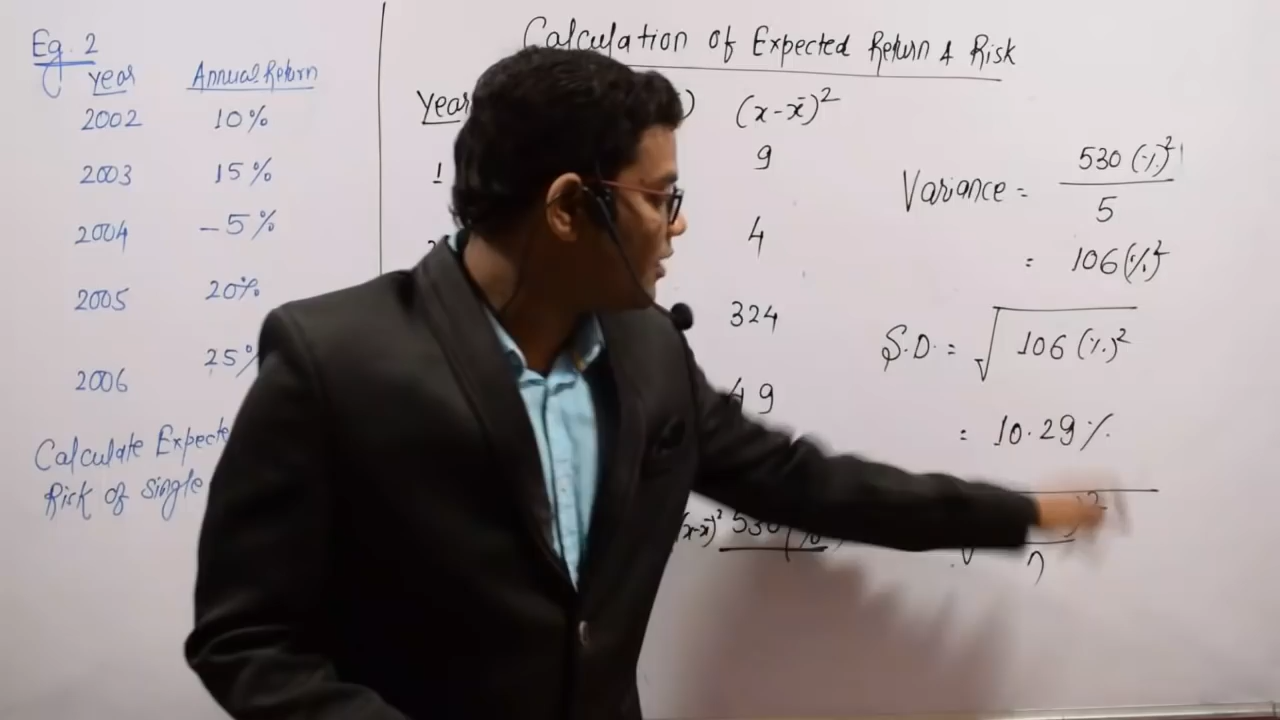 Eg. 2
Year Annual Return
2002 10%
2003 15%
2004 -5%
2005 20%
2006 25%
Calculate
Risk of Single
Calculation of Expected Return & Risk
Year (x-x̄)²
1 9
4
324
49
(x-x̄)² 530 (%
Variance = 530 (%)² / 5
= 106 (%)²
S.D. = √106 (%)²
= 10.29%
n